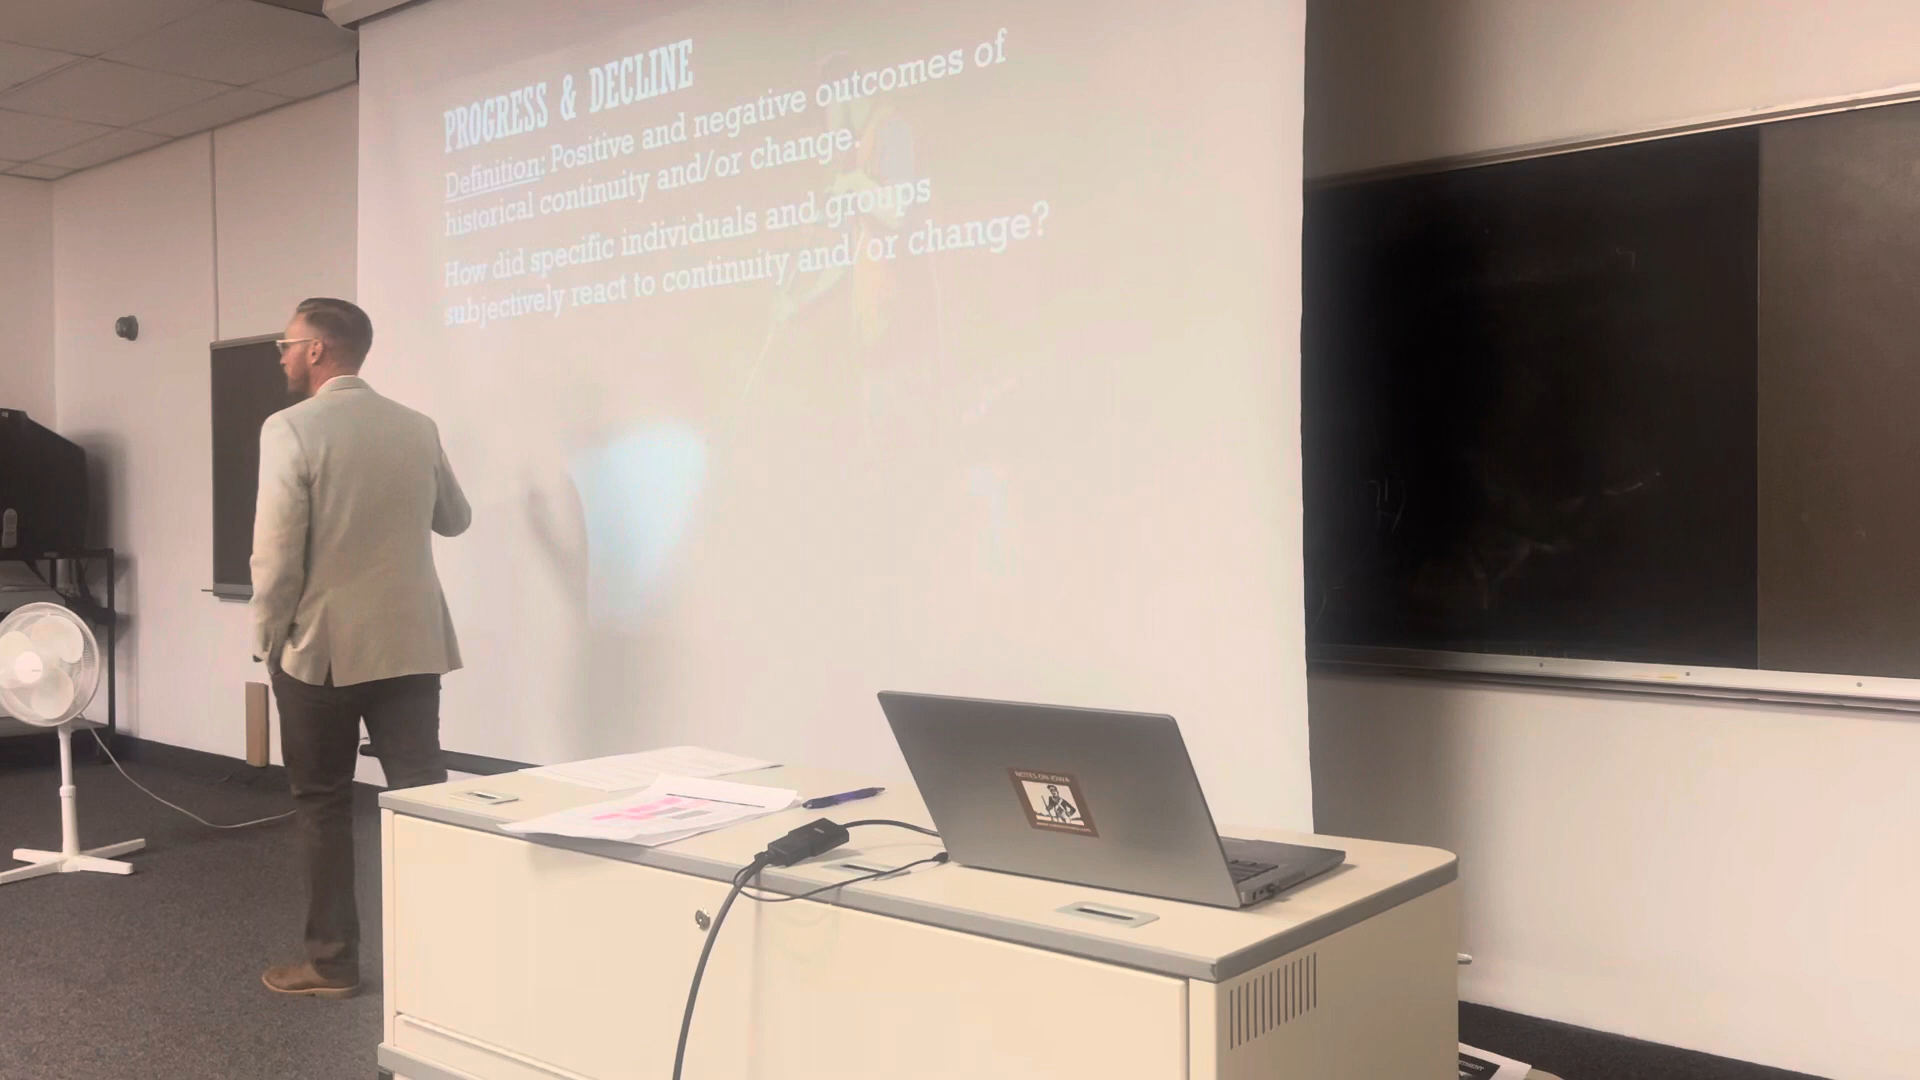 PROGRESS & DECLINE
Definition: Positive and negative outcomes of
historical continuity and/or change.
How did specific individuals and groups
subjectively react to continuity and/or change?
NOTES ON IOWA